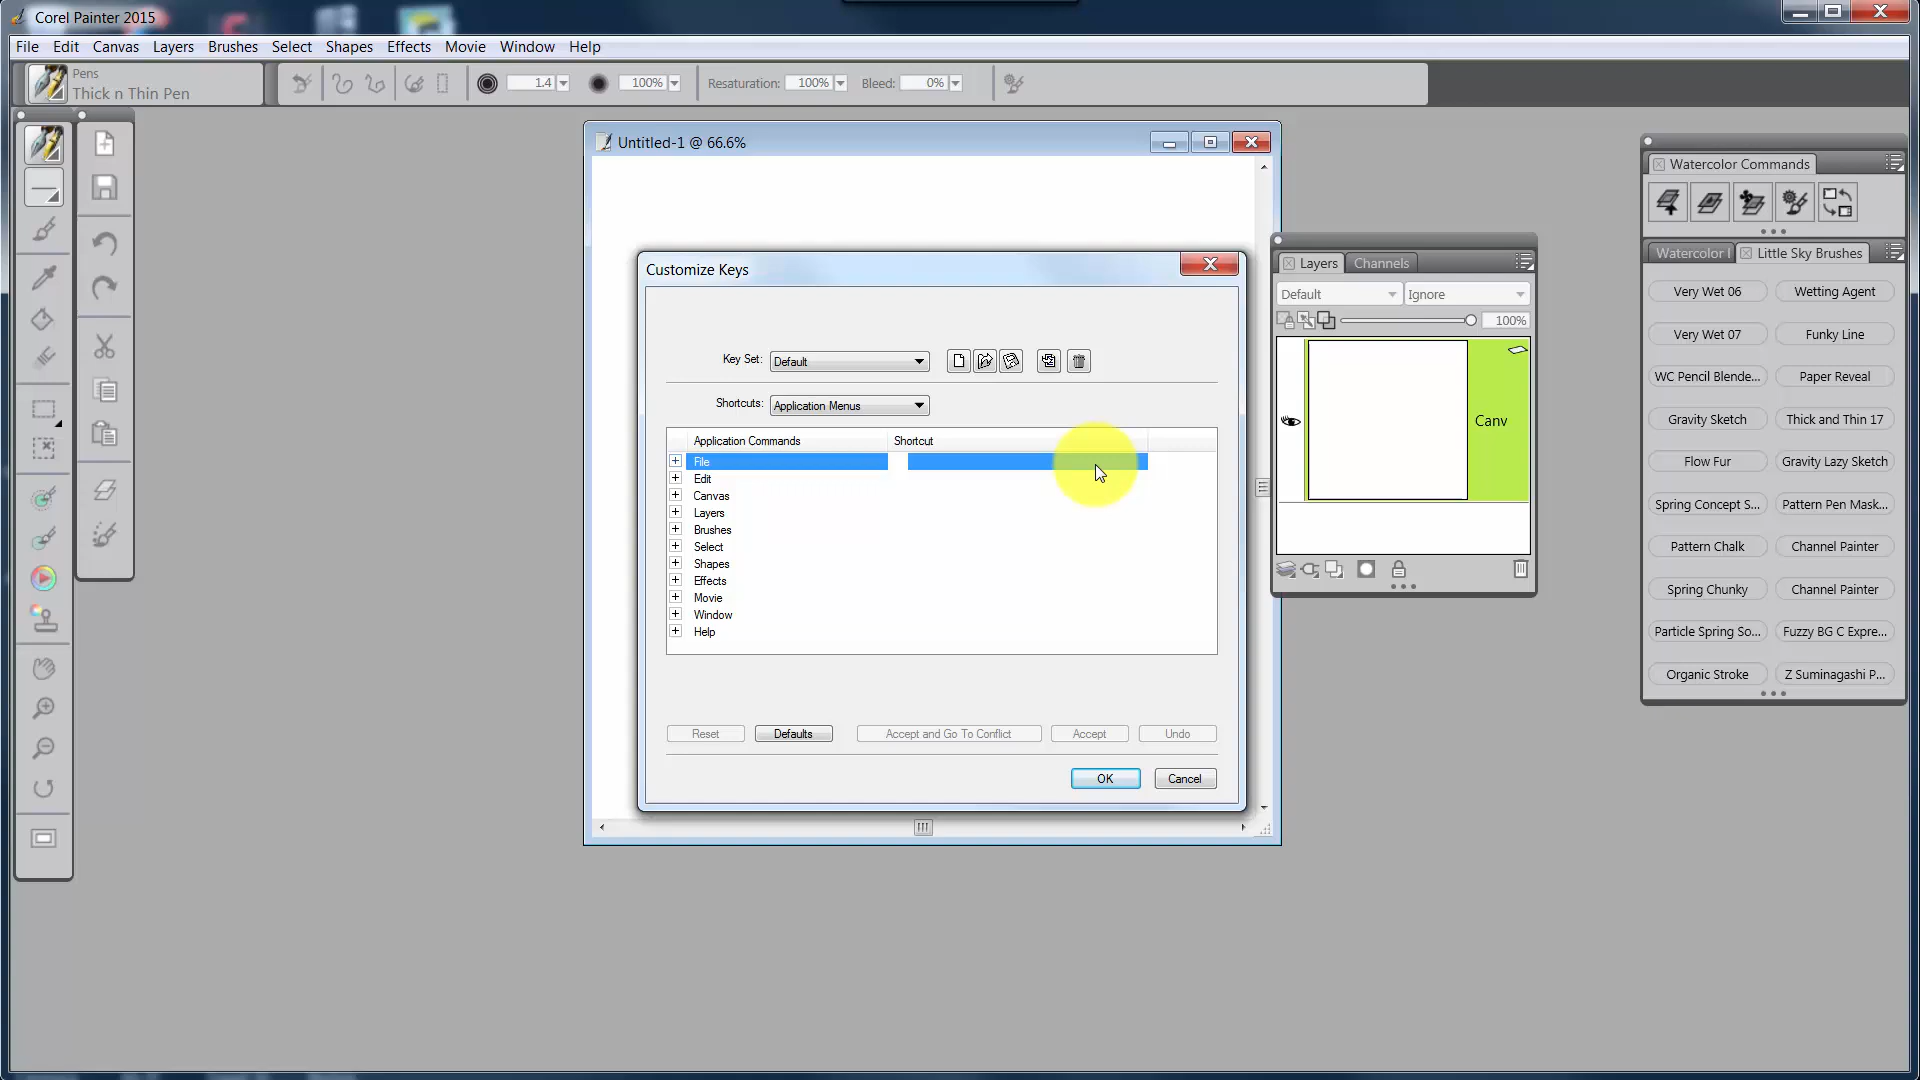 Corel Painter 2015
File Edit Canvas Layers Brushes Select Shapes Effects Movie Window Help
Pens
Thick n Thin Pen
1.4 100% Resaturation: 100% Bleed: 0%
Untitled-1 @ 66.6%
Customize Keys
Key Set: Default
Shortcuts: Application Menus
Application Commands Shortcut
File
Edit
Canvas
Layers
Brushes
Select
Shapes
Effects
Movie
Window
Help
Reset Defaults Accept and Go To Conflict Accept Undo
OK Cancel
Layers Channels
Default Ignore
100%
Canv
Watercolor Commands
Watercolor I Little Sky Brushes
Very Wet 06 Wetting Agent
Very Wet 07 Funky Line
WC Pencil Blende... Paper Reveal
Gravity Sketch Thick and Thin 17
Flow Fur Gravity Lazy Sketch
Spring Concept S... Pattern Pen Mask...
Pattern Chalk Channel Painter
Spring Chunky Channel Painter
Particle Spring So... Fuzzy BG C Expre...
Organic Stroke Z Suminagashi P...